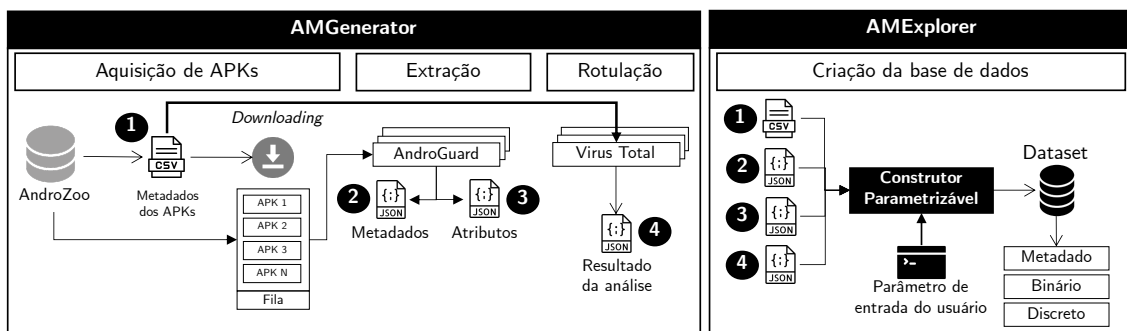 AMGenerator
Aquisição de APKs
Extração
Rotulação
1
Downloading
CSV
AndroZoo
Metadados
dos APKs
APK 1
APK 2
APK 3
APK N
Fila
AndroGuard
2
{;}
JSON
Metadados
{;}
JSON
3
Atributos
Virus Total
{;}
JSON
4
Resultado
da análise
AMExplorer
Criação da base de dados
1
CSV
2
{;}
JSON
3
{;}
JSON
4
{;}
JSON
Construtor
Parametrizável
>_
Parâmetro de
entrada do usuário
Dataset
Metadado
Binário
Discreto